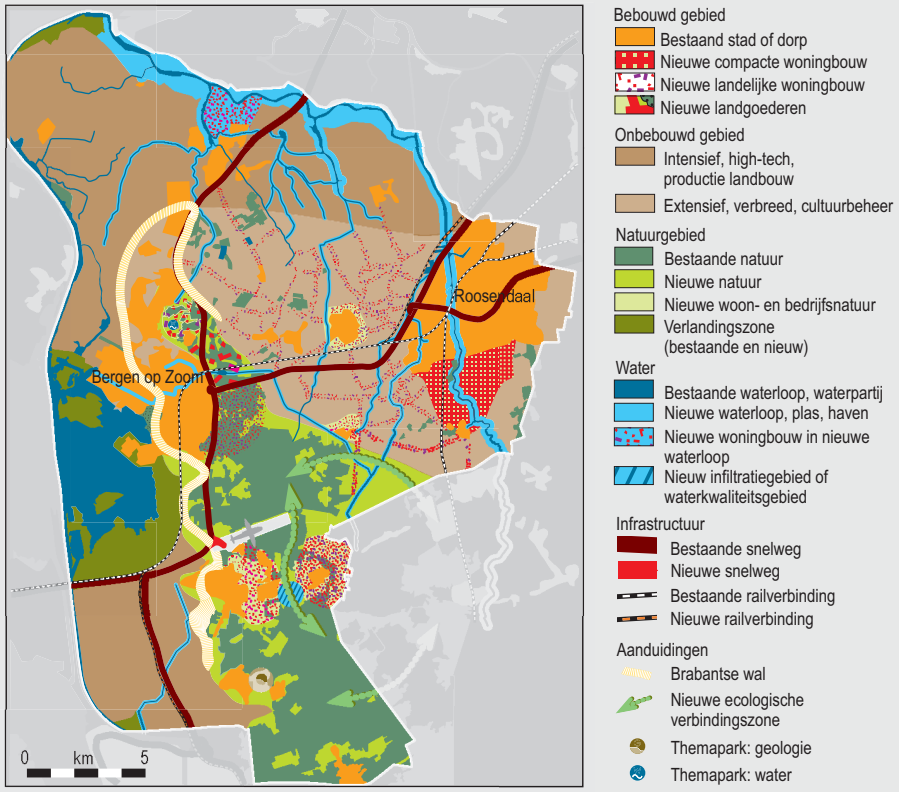 Roosendaal
Bergen op Zoom
0 km 5
Bebouwd gebied
Bestaand stad of dorp
Nieuwe compacte woningbouw
Nieuwe landelijke woningbouw
Nieuwe landgoederen
Onbebouwd gebied
Intensief, high-tech,
productie landbouw
Extensief, verbreed, cultuurbeheer
Natuurgebied
Bestaande natuur
Nieuwe natuur
Nieuwe woon- en bedrijfsnatuur
Verlandingszone
(bestaande en nieuw)
Water
Bestaande waterloop, waterpartij
Nieuwe waterloop, plas, haven
Nieuwe woningbouw in nieuwe
waterloop
Nieuw infiltratiegebied of
waterkwaliteitsgebied
Infrastructuur
Bestaande snelweg
Nieuwe snelweg
Bestaande railverbinding
Nieuwe railverbinding
Aanduidingen
Brabantse wal
Nieuwe ecologische
verbindingszone
Themapark: geologie
Themapark: water